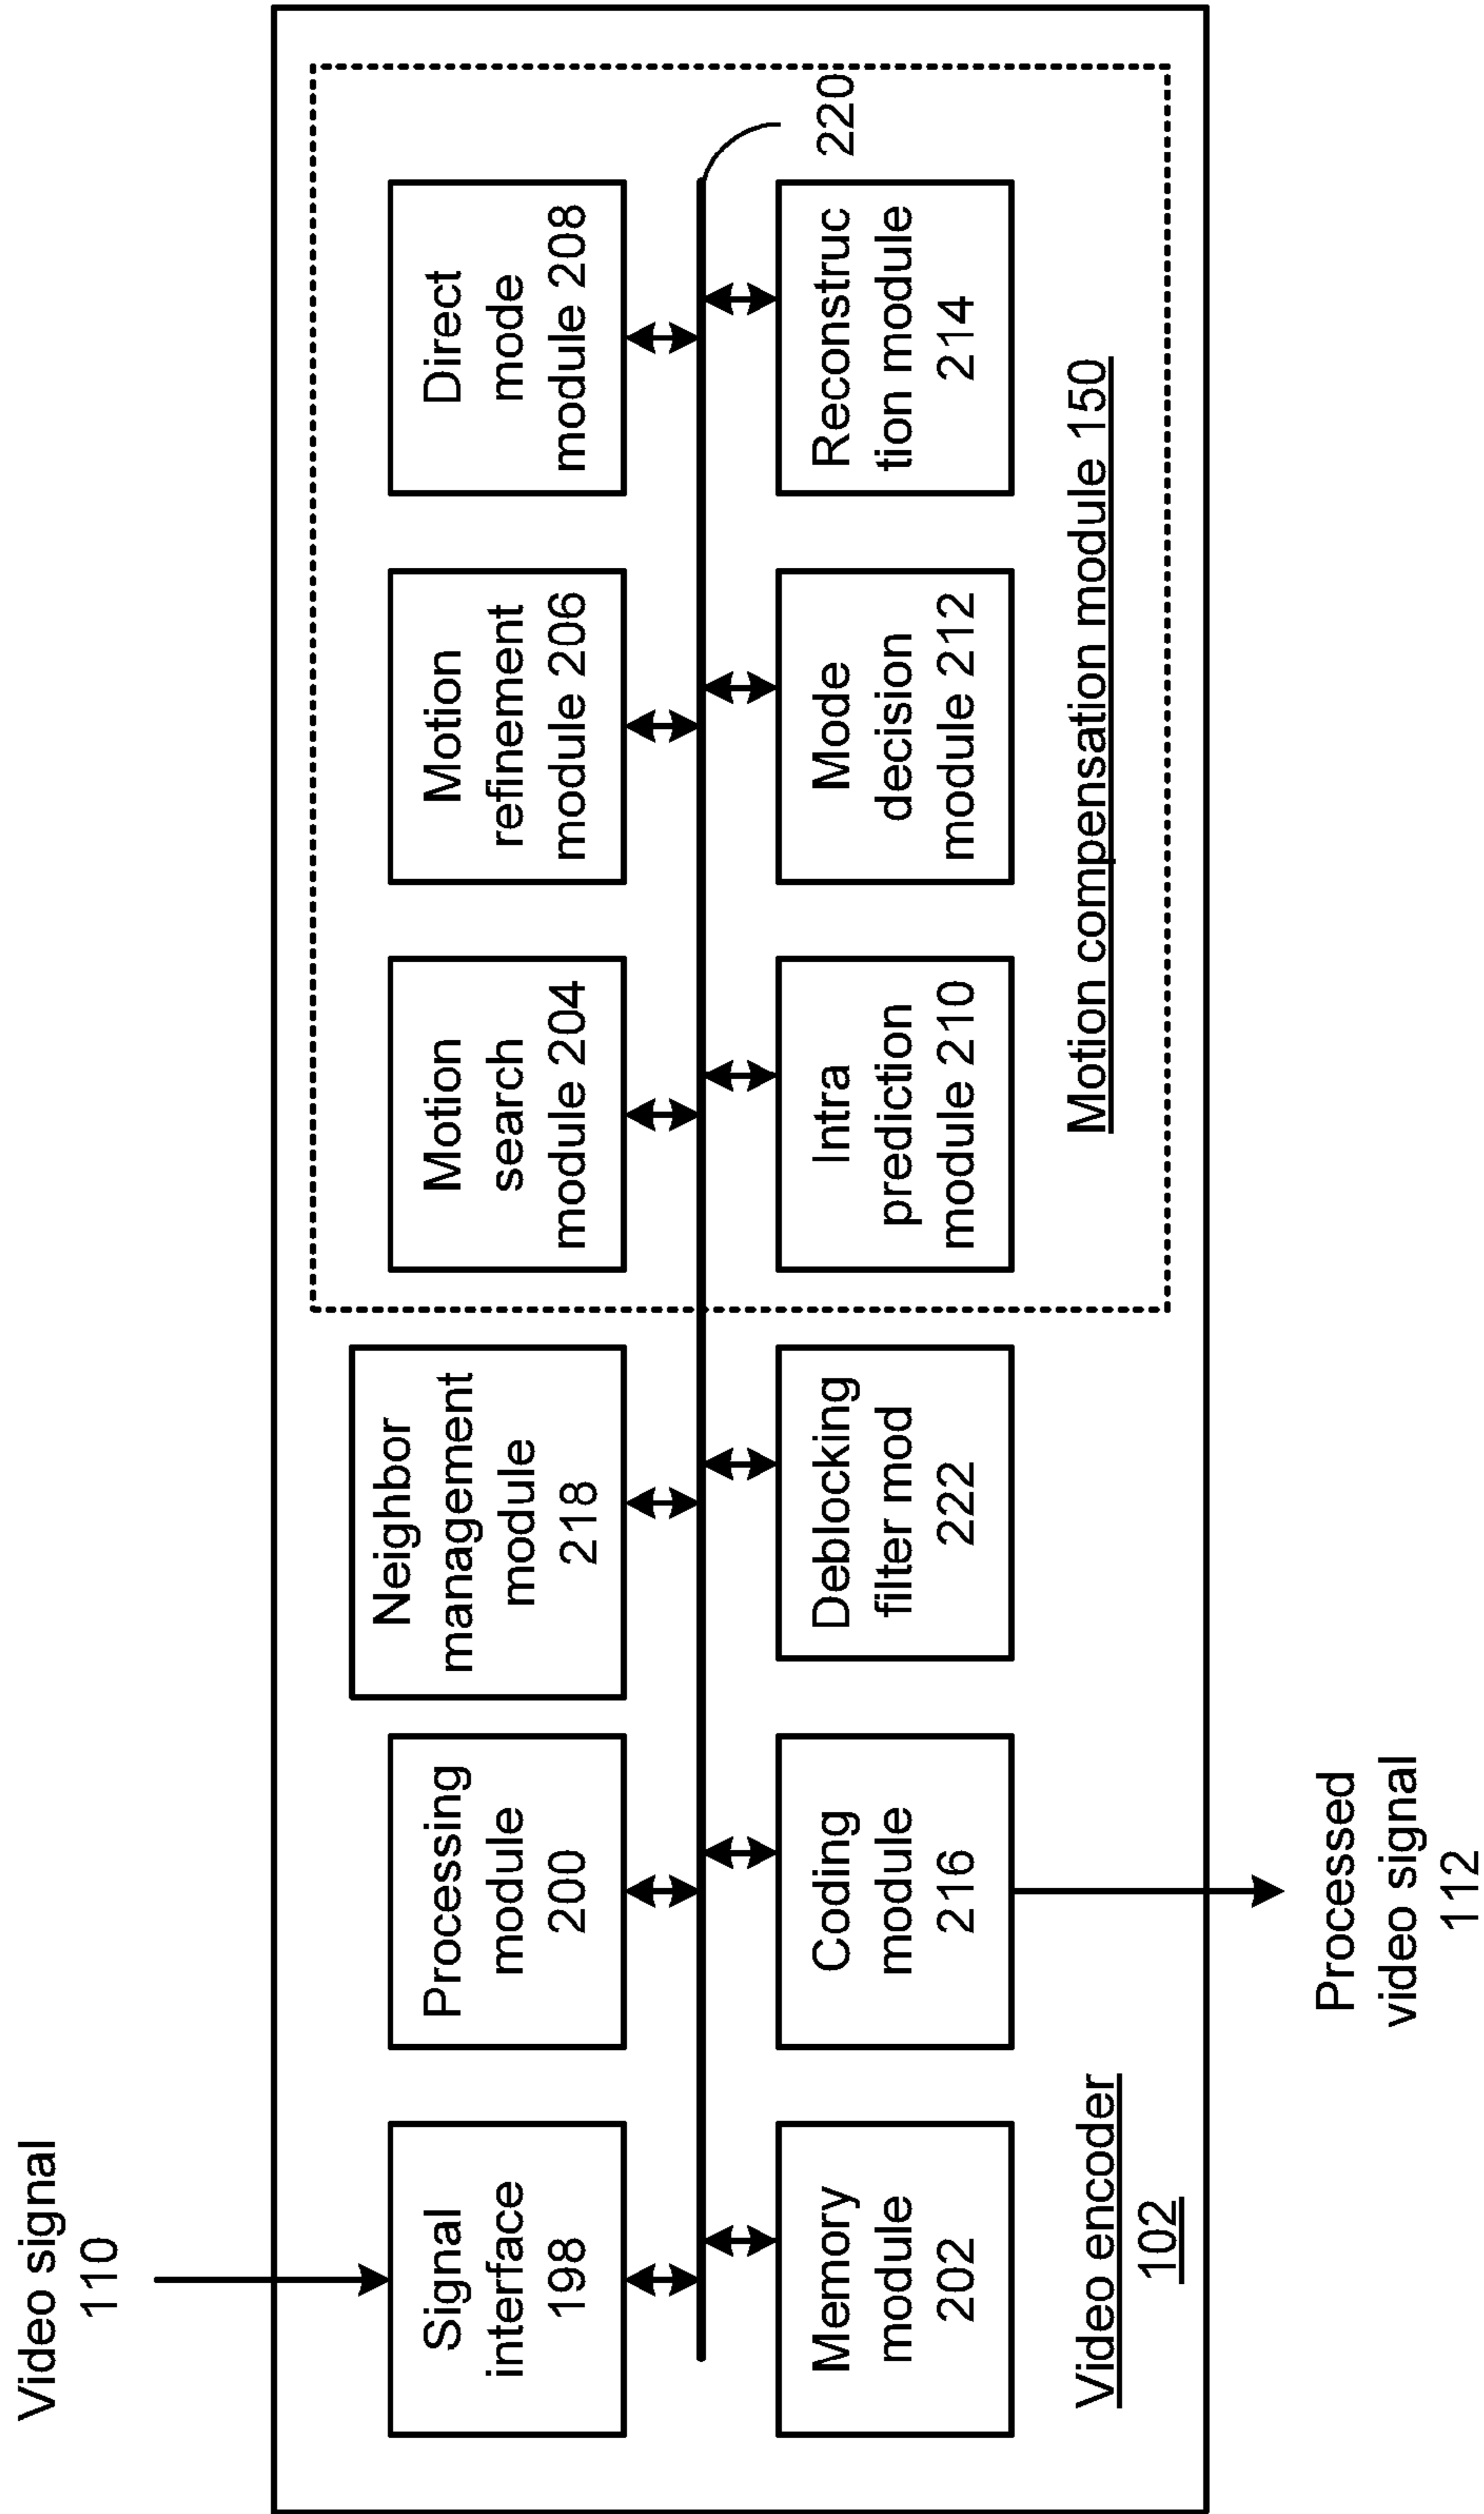 Video signal
110
Signal
interface
198
Processing
module
200
Neighbor
management
module
218
Motion
search
module 204
Motion
refinement
module 206
Direct
mode
module 208
220
Memory
module
202
Coding
module
216
Deblocking
filter mod
222
Intra
prediction
module 210
Mode
decision
module 212
Reconstruc
tion module
214
Motion compensation module 150
Video encoder
102
Processed
video signal
112